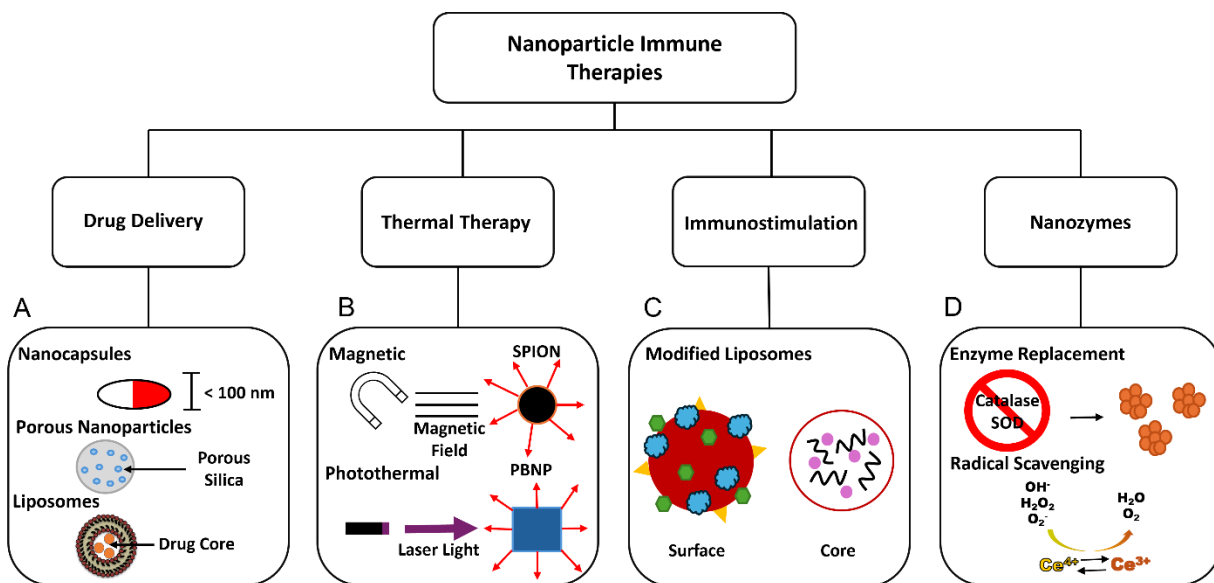 Nanoparticle Immune
Therapies
Drug Delivery
Thermal Therapy
Immunostimulation
Nanozymes
A
Nanocapsules
< 100 nm
Porous Nanoparticles
Porous
Silica
Liposomes
Drug Core
B
Magnetic
SPION
Magnetic
Field
Photothermal
PBNP
Laser Light
C
Modified Liposomes
Surface
Core
D
Enzyme Replacement
Catalase
SOD
Radical Scavenging
OH⁻
H₂O₂
O₂⁻
H₂O
O₂
Ce⁴⁺
Ce³⁺